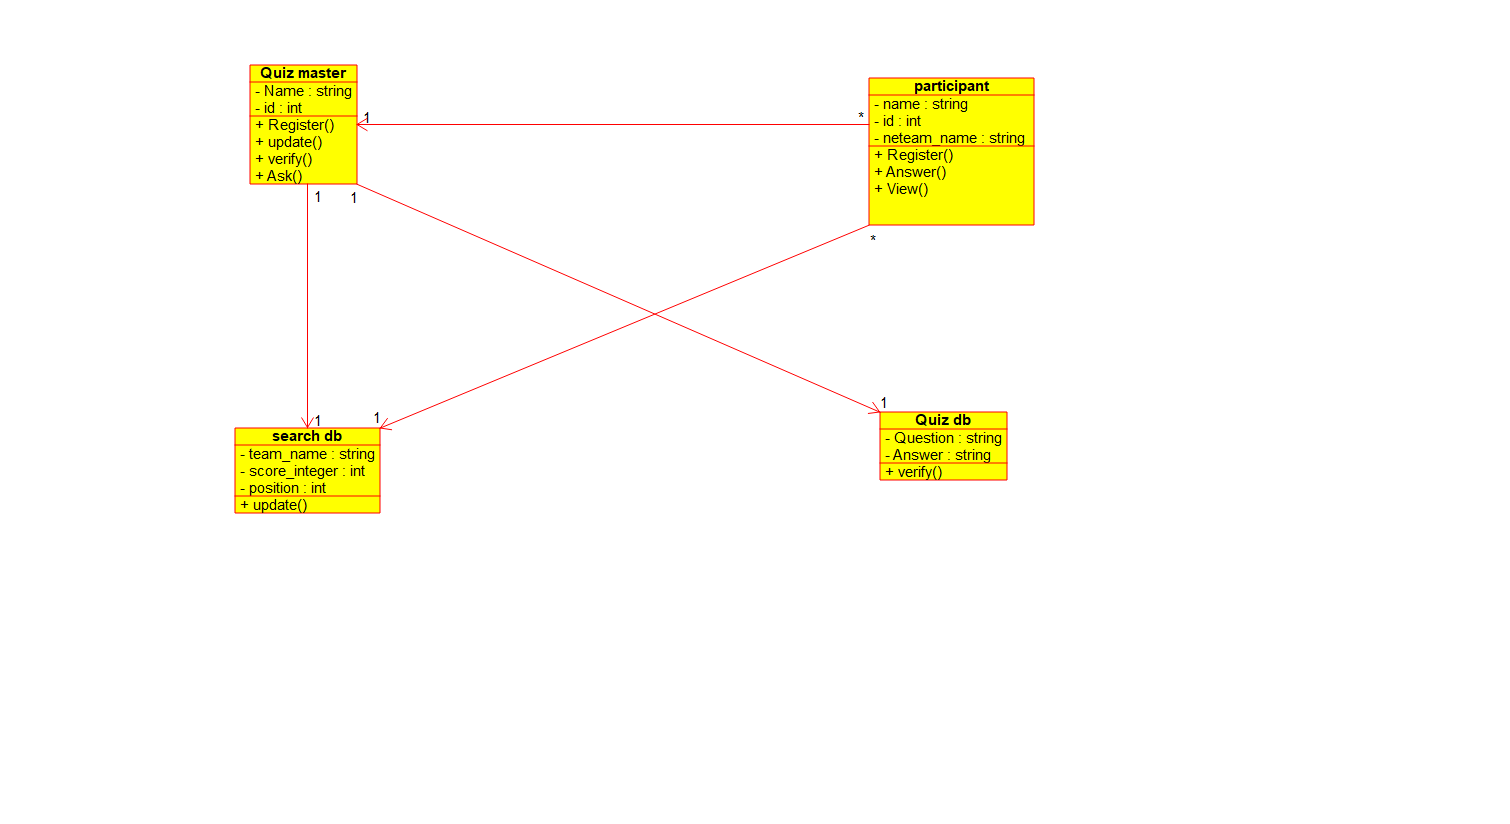 Quiz master
- Name : string
- id : int
+ Register()
+ update()
+ verify()
+ Ask()
participant
- name : string
- id : int
- neteam_name : string
+ Register()
+ Answer()
+ View()
1
*
1
1
*
1
1
1
search db
- team_name : string
- score_integer : int
- position : int
+ update()
Quiz db
- Question : string
- Answer : string
+ verify()